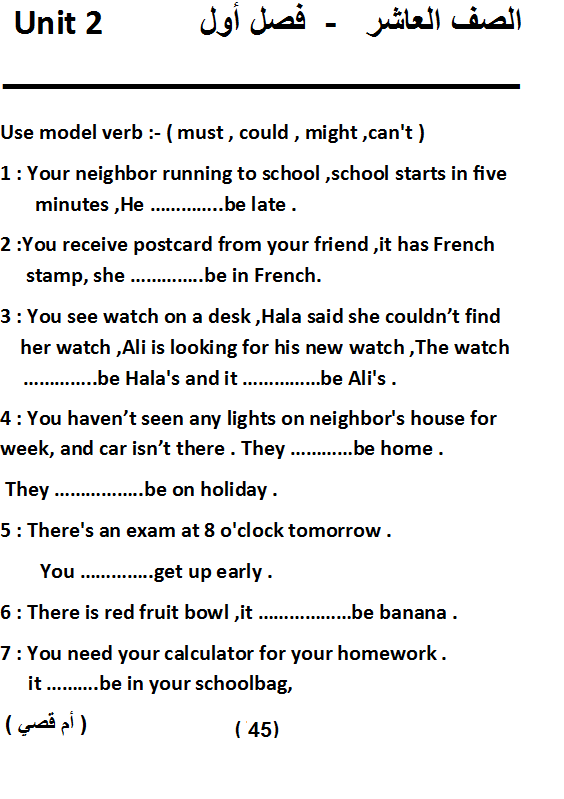 Unit 2 الصف العاشر - فصل أول
Use model verb :- ( must , could , might ,can't )
1 : Your neighbor running to school ,school starts in five
minutes ,He ..............be late .
2 :You receive postcard from your friend ,it has French
stamp, she ..............be in French.
3 : You see watch on a desk ,Hala said she couldn’t find
her watch ,Ali is looking for his new watch ,The watch
..............be Hala's and it ...............be Ali's .
4 : You haven’t seen any lights on neighbor's house for
week, and car isn’t there . They ............be home .
They .................be on holiday .
5 : There's an exam at 8 o'clock tomorrow .
You ..............get up early .
6 : There is red fruit bowl ,it ..................be banana .
7 : You need your calculator for your homework .
it ..........be in your schoolbag,
( أم قصي ) ( 45)